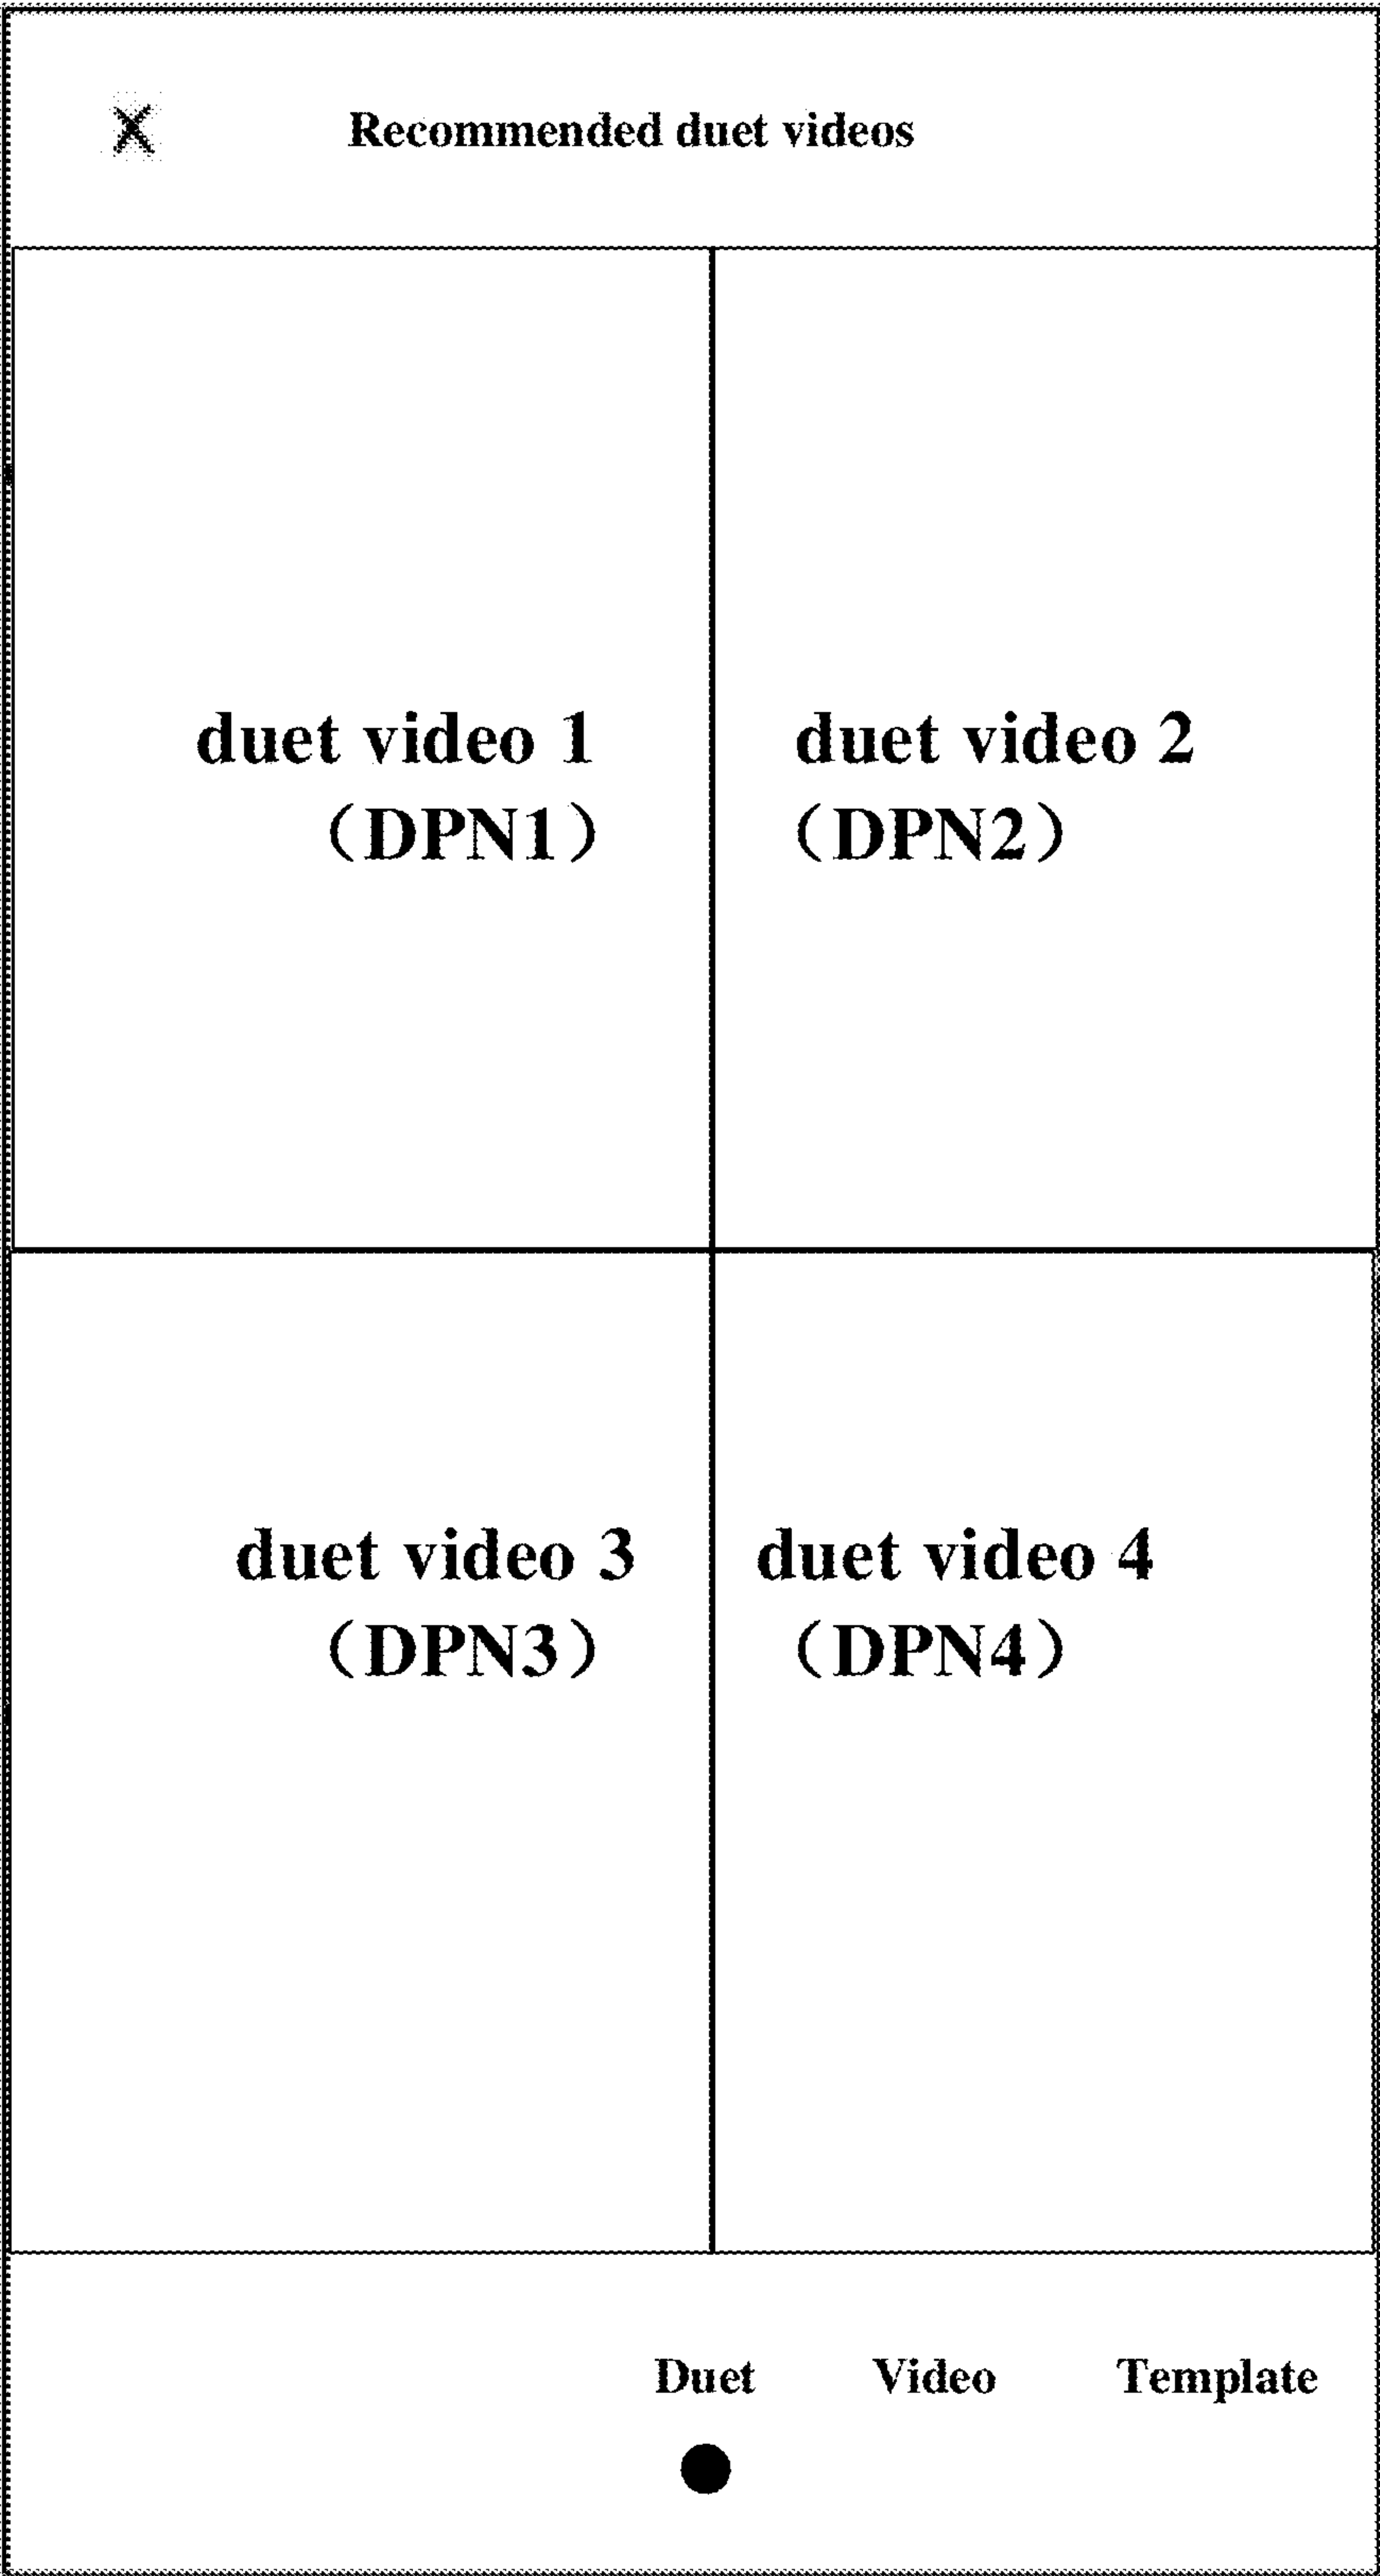 X Recommended duet videos
duet video 1
（DPN1）
duet video 2
（DPN2）
duet video 3
（DPN3）
duet video 4
（DPN4）
Duet Video Template